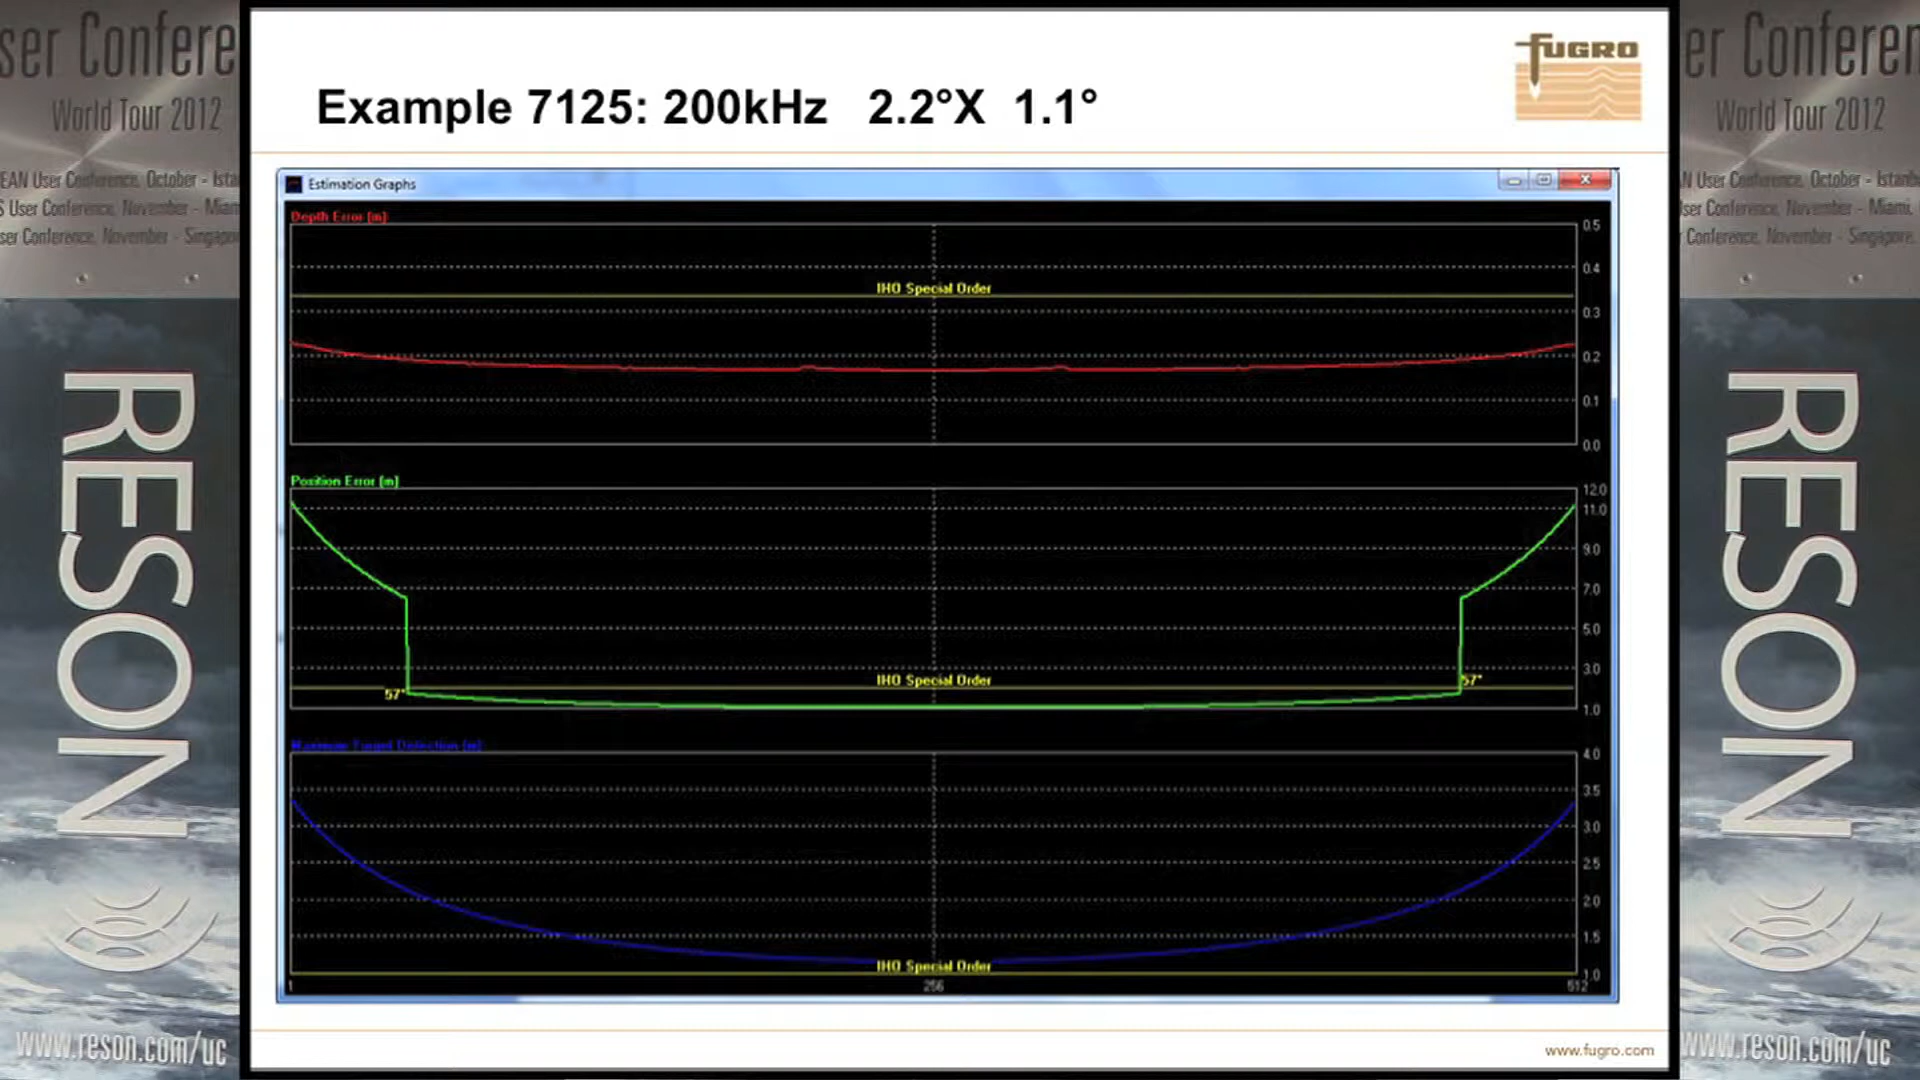 fugro
Example 7125: 200kHz 2.2°X 1.1°
Estimation Graphs
Depth Error [m]
IHO Special Order
0.5
0.4
0.3
0.2
0.1
0.0
Position Error [m]
IHO Special Order
57°
57°
12.0
11.0
9.0
7.0
5.0
3.0
1.0
Maximum Target Detection [m]
IHO Special Order
4.0
3.5
3.0
2.5
2.0
1.5
1.0
1
256
512
www.fugro.com
ser Confere
World Tour 2012
EAN User Conference, October - Ista
S User Conference, November - Miam
ser Conference, November - Singapo
RESON
www.reson.com/uc
er Conferen
World Tour 2012
N User Conference, October - Istanb
ser Conference, November - Miami,
r Conference, November - Singapore,
RESON
www.reson.com/uc